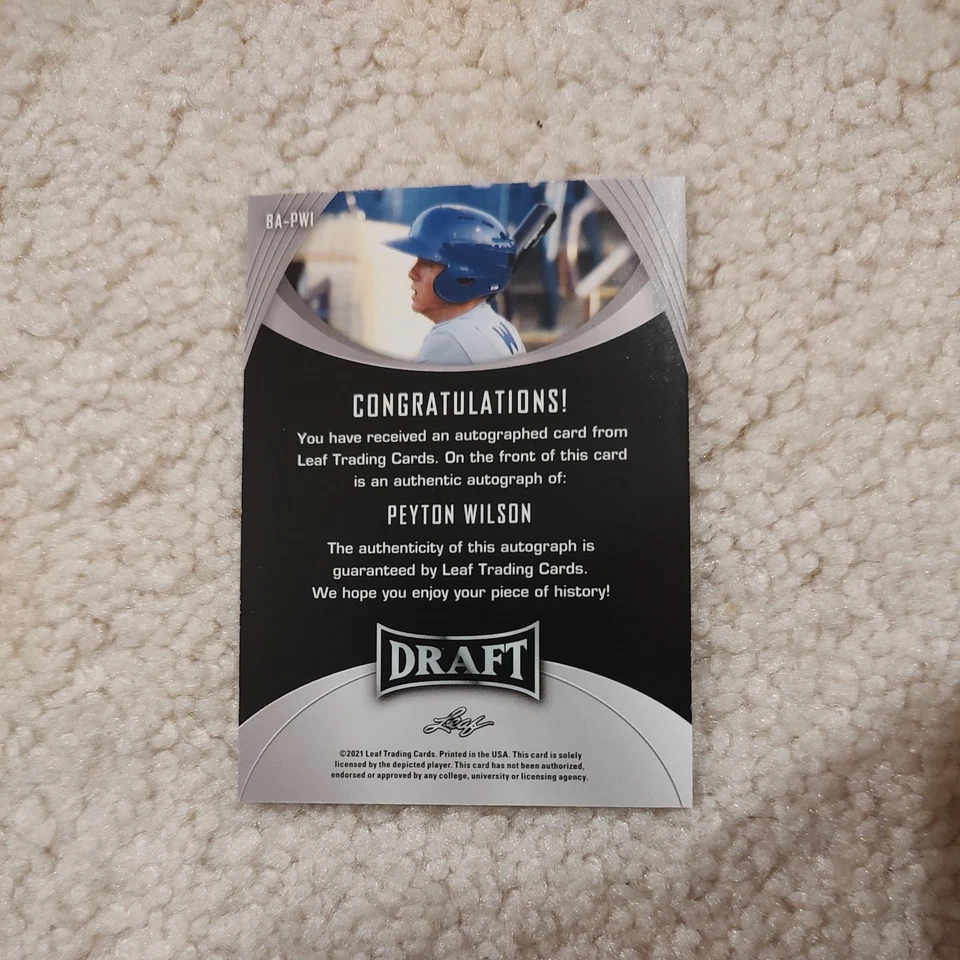 BA-PWI
W
CONGRATULATIONS!
You have received an autographed card from
Leaf Trading Cards. On the front of this card
is an authentic autograph of:
PEYTON WILSON
The authenticity of this autograph is
guaranteed by Leaf Trading Cards.
We hope you enjoy your piece of history!
DRAFT
Leaf
©2021 Leaf Trading Cards. Printed in the USA. This card is solely
licensed by the depicted player. This card has not been authorized,
endorsed or approved by any college, university or licensing agency.